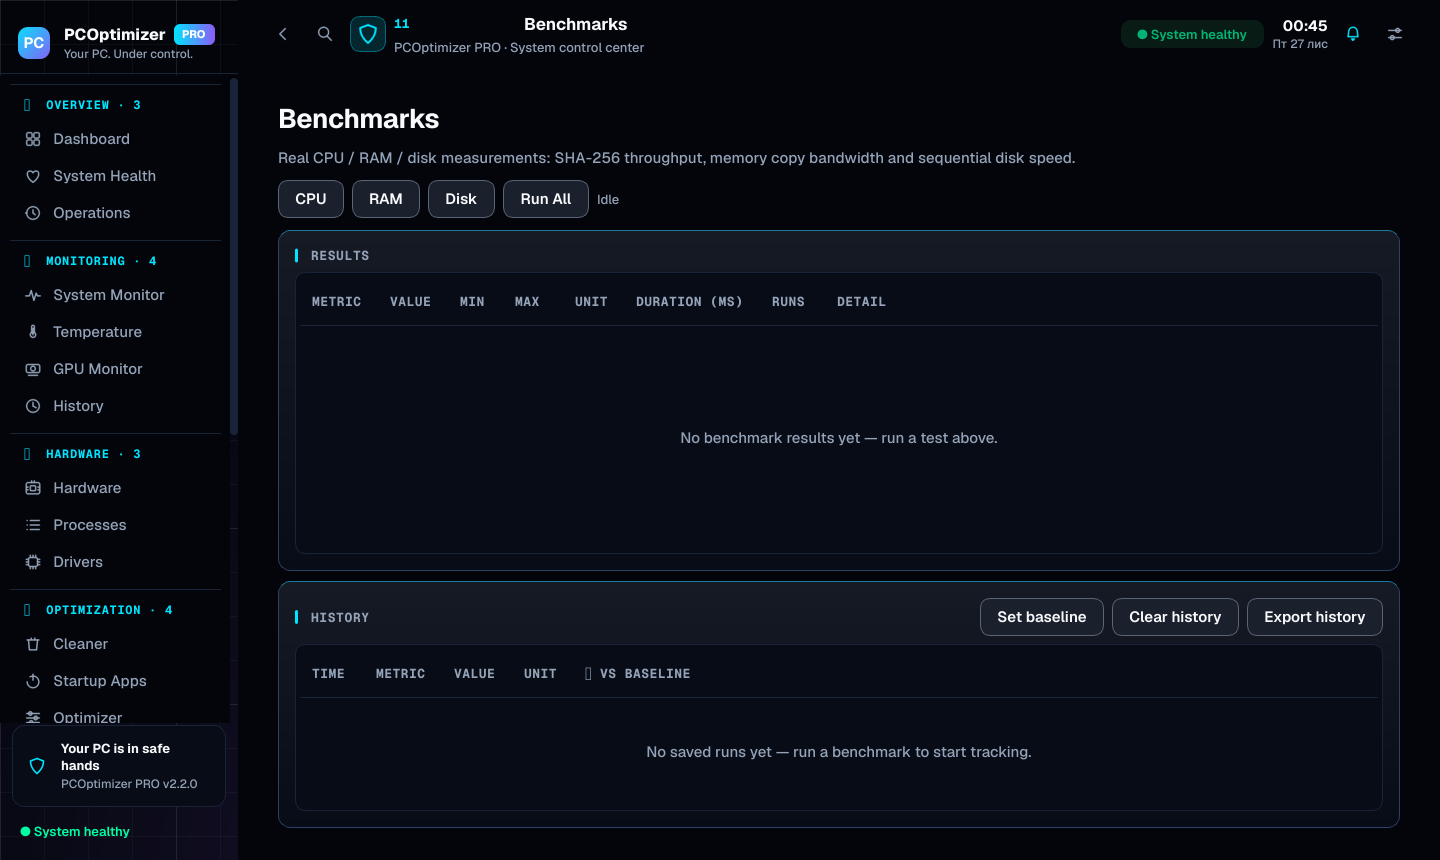 PC
PCOptimizer PRO
Your PC. Under control.
OVERVIEW · 3
Dashboard
System Health
Operations
MONITORING · 4
System Monitor
Temperature
GPU Monitor
History
HARDWARE · 3
Hardware
Processes
Drivers
OPTIMIZATION · 4
Cleaner
Startup Apps
Optimizer
Your PC is in safe
hands
PCOptimizer PRO v2.2.0
System healthy
11 Benchmarks
PCOptimizer PRO · System control center
System healthy
00:45
Пт 27 лис
Benchmarks
Real CPU / RAM / disk measurements: SHA-256 throughput, memory copy bandwidth and sequential disk speed.
CPU RAM Disk Run All Idle
RESULTS
METRIC VALUE MIN MAX UNIT DURATION (MS) RUNS DETAIL
No benchmark results yet — run a test above.
HISTORY Set baseline Clear history Export history
TIME METRIC VALUE UNIT VS BASELINE
No saved runs yet — run a benchmark to start tracking.